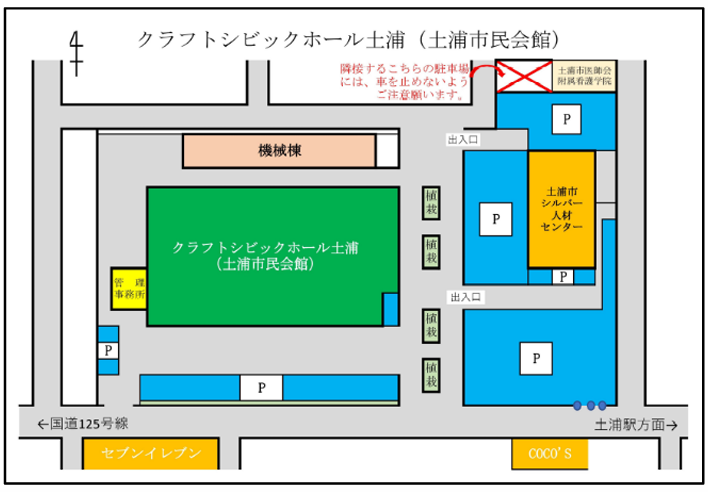 クラフトシビックホール土浦（土浦市民会館）
隣接するこちらの駐車場
には、車を止めないよう
ご注意願います。
土浦市医師会
附属看護学院
P
出入口
機械棟
土浦市
シルバー
人材
センター
植栽
P
クラフトシビックホール土浦
（土浦市民会館）
植栽
管理
事務所
P
出入口
植栽
P
P
植栽
P
←国道125号線
土浦駅方面→
セブンイレブン
COCO'S